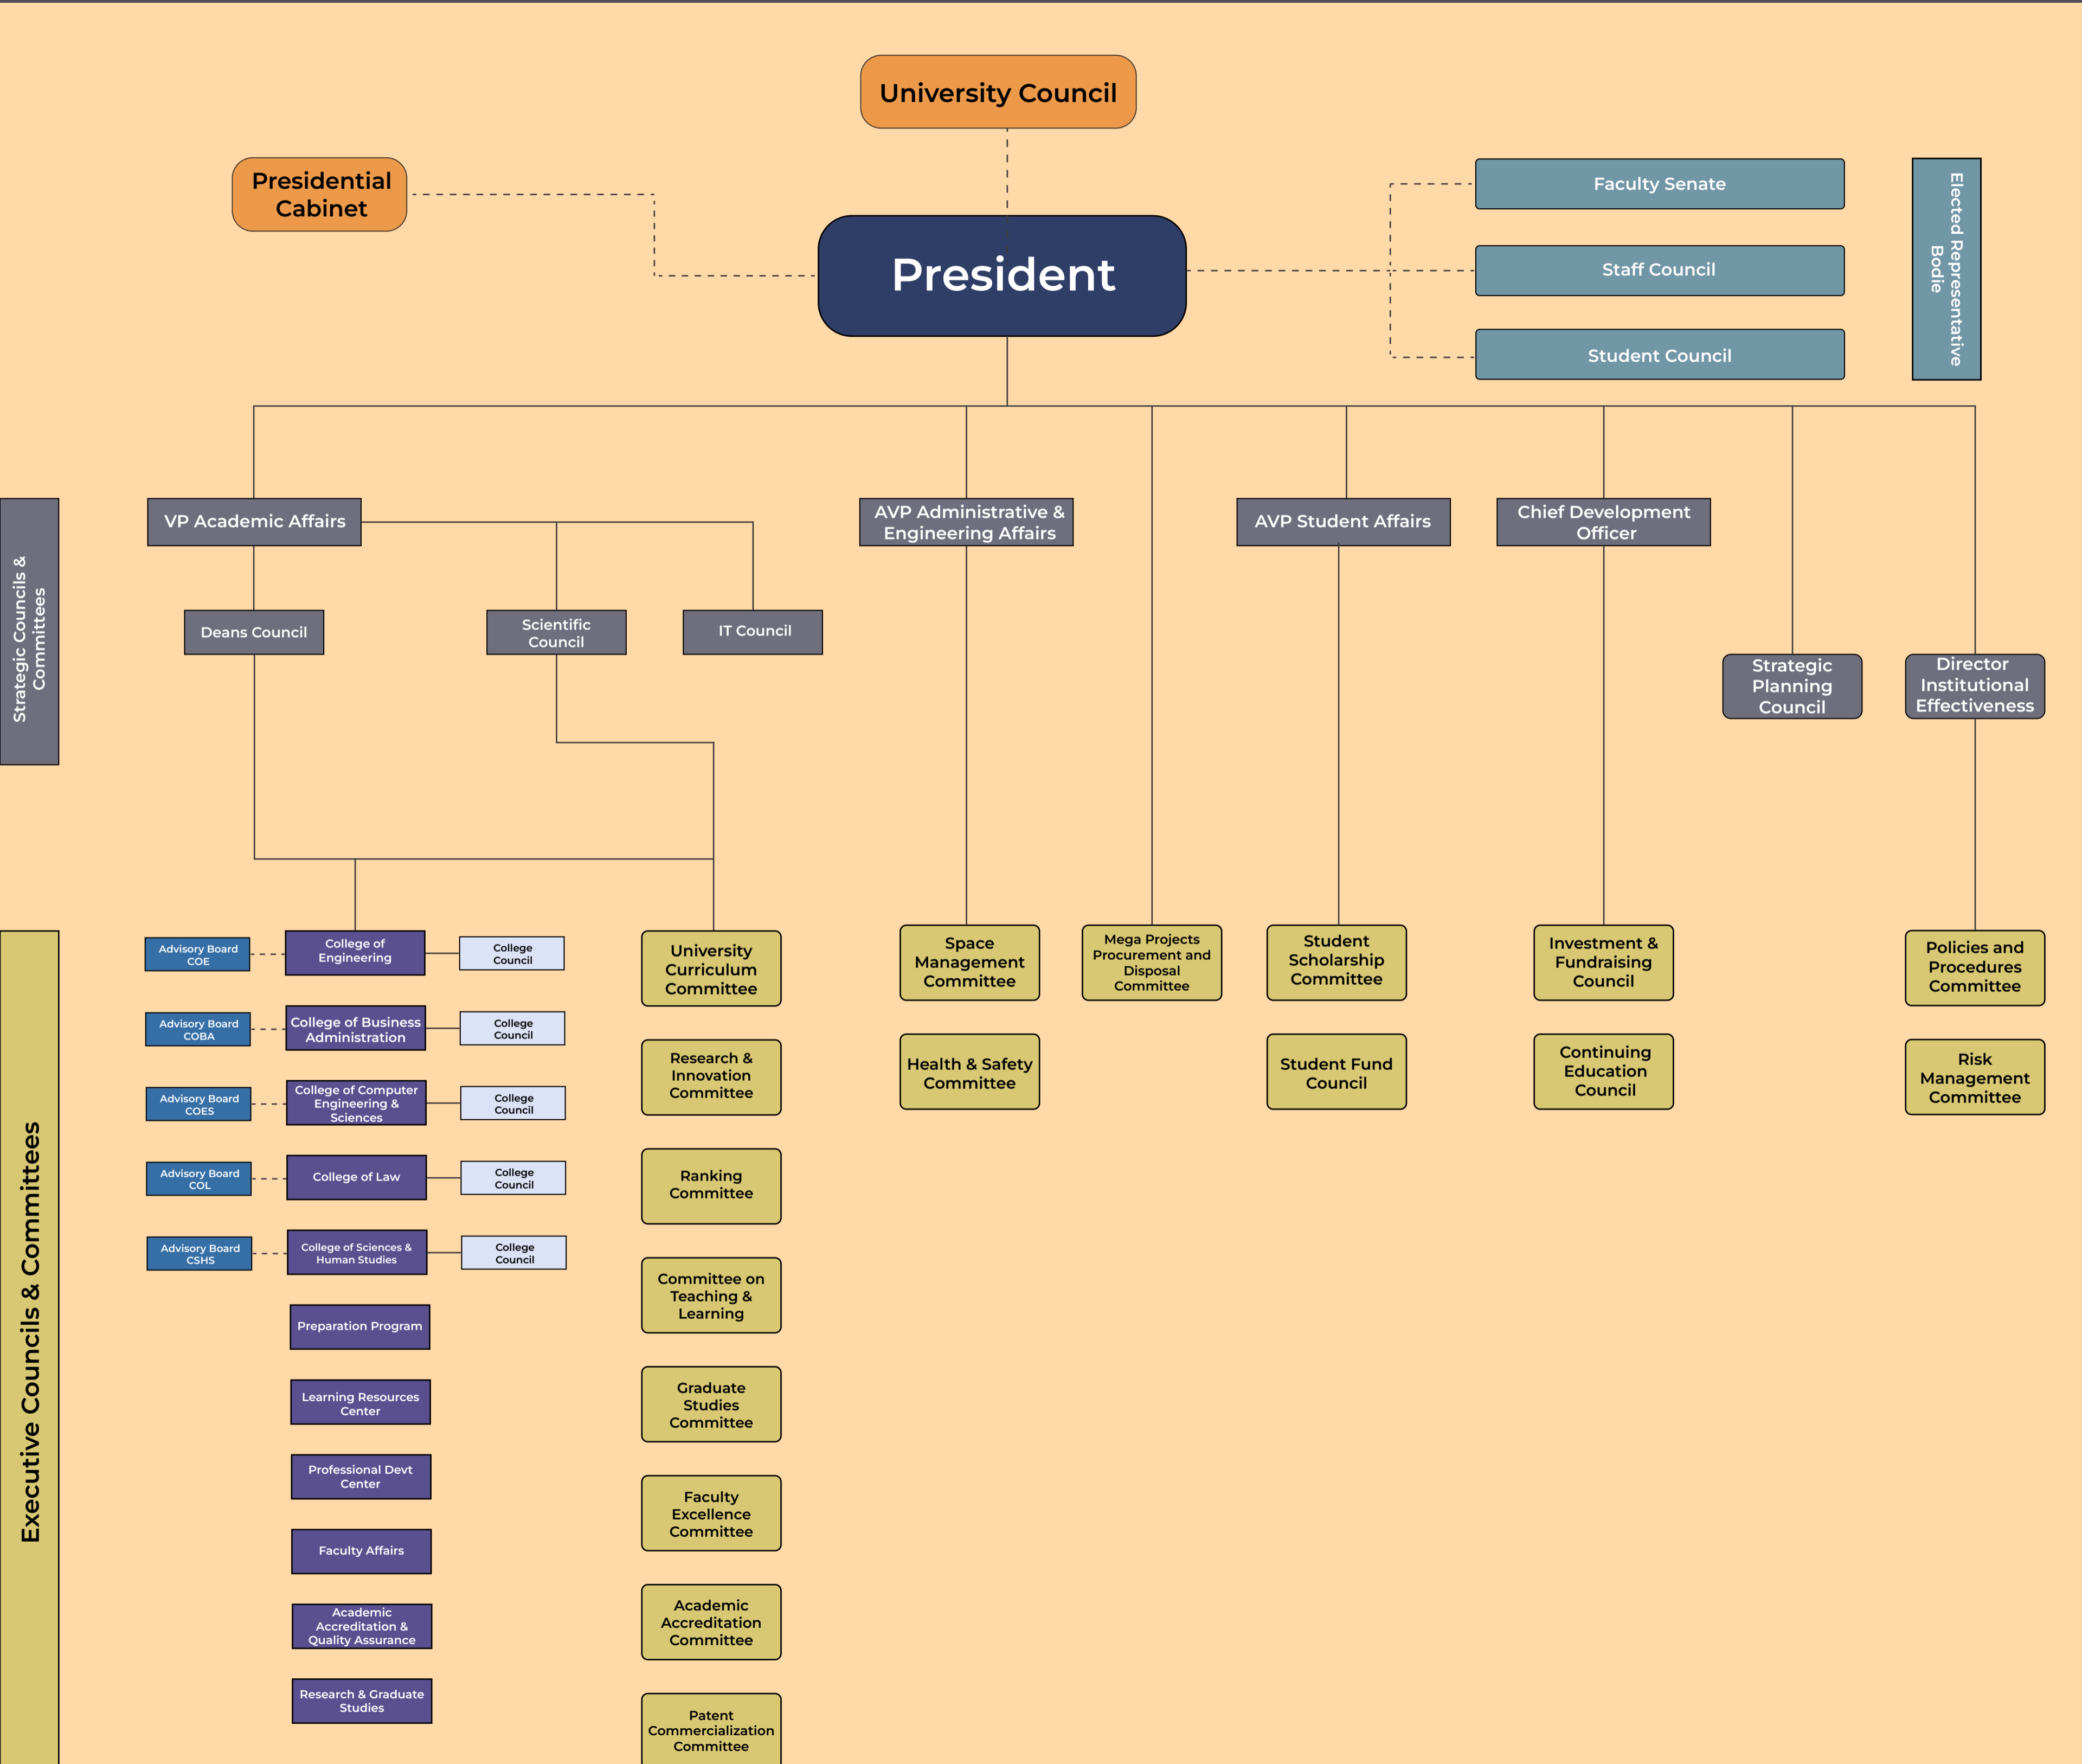 University Council
Presidential
Cabinet
President
Faculty Senate
Staff Council
Student Council
Elected Representative
Bodie
Strategic Councils &
Committees
VP Academic Affairs
AVP Administrative &
Engineering Affairs
AVP Student Affairs
Chief Development
Officer
Deans Council
Scientific
Council
IT Council
Strategic
Planning
Council
Director
Institutional
Effectiveness
Executive Councils & Committees
Advisory Board
COE
College of
Engineering
College
Council
Advisory Board
COBA
College of Business
Administration
College
Council
Advisory Board
COES
College of Computer
Engineering &
Sciences
College
Council
Advisory Board
COL
College of Law
College
Council
Advisory Board
CSHS
College of Sciences &
Human Studies
College
Council
Preparation Program
Learning Resources
Center
Professional Devt
Center
Faculty Affairs
Academic
Accreditation &
Quality Assurance
Research & Graduate
Studies
University
Curriculum
Committee
Research &
Innovation
Committee
Ranking
Committee
Committee on
Teaching &
Learning
Graduate
Studies
Committee
Faculty
Excellence
Committee
Academic
Accreditation
Committee
Patent
Commercialization
Committee
Space
Management
Committee
Health & Safety
Committee
Mega Projects
Procurement and
Disposal
Committee
Student
Scholarship
Committee
Student Fund
Council
Investment &
Fundraising
Council
Continuing
Education
Council
Policies and
Procedures
Committee
Risk
Management
Committee